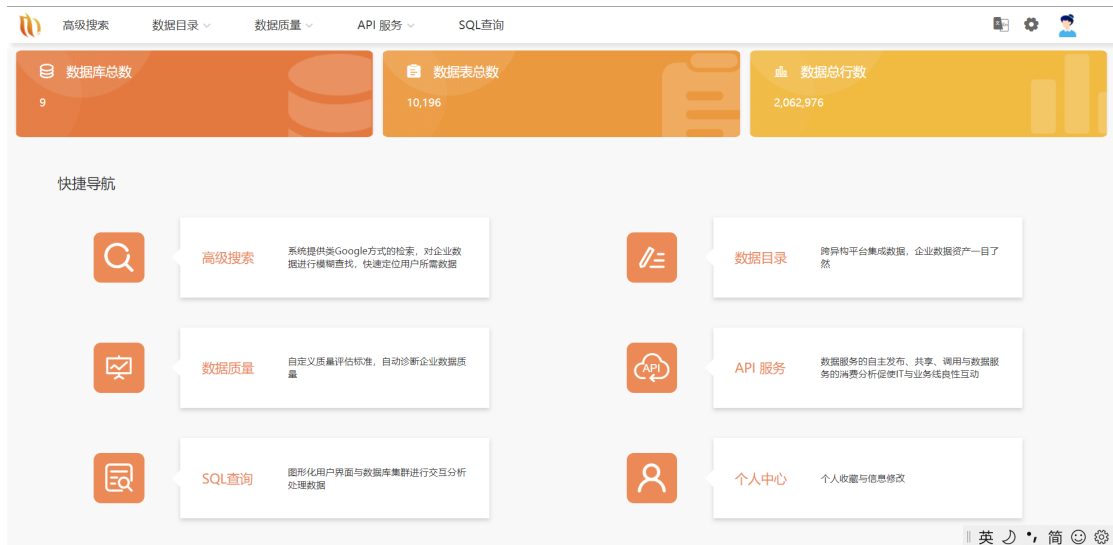 高级搜索 数据目录 数据质量 API 服务 SQL查询
数据库总数
9
数据表总数
10,196
数据总行数
2,062,976
快捷导航
高级搜索
系统提供类Google方式的检索，对企业数
据进行模糊查找，快速定位用户所需数据
数据目录
跨异构平台集成数据，企业数据资产一目了
然
数据质量
自定义质量评估标准，自动诊断企业数据质
量
API
API 服务
数据服务的自主发布、共享、调用与数据服
务的消费分析促使IT与业务线良性互动
SQL查询
图形化用户界面与数据库集群进行交互分析
处理数据
个人中心
个人收藏与信息修改
英 简